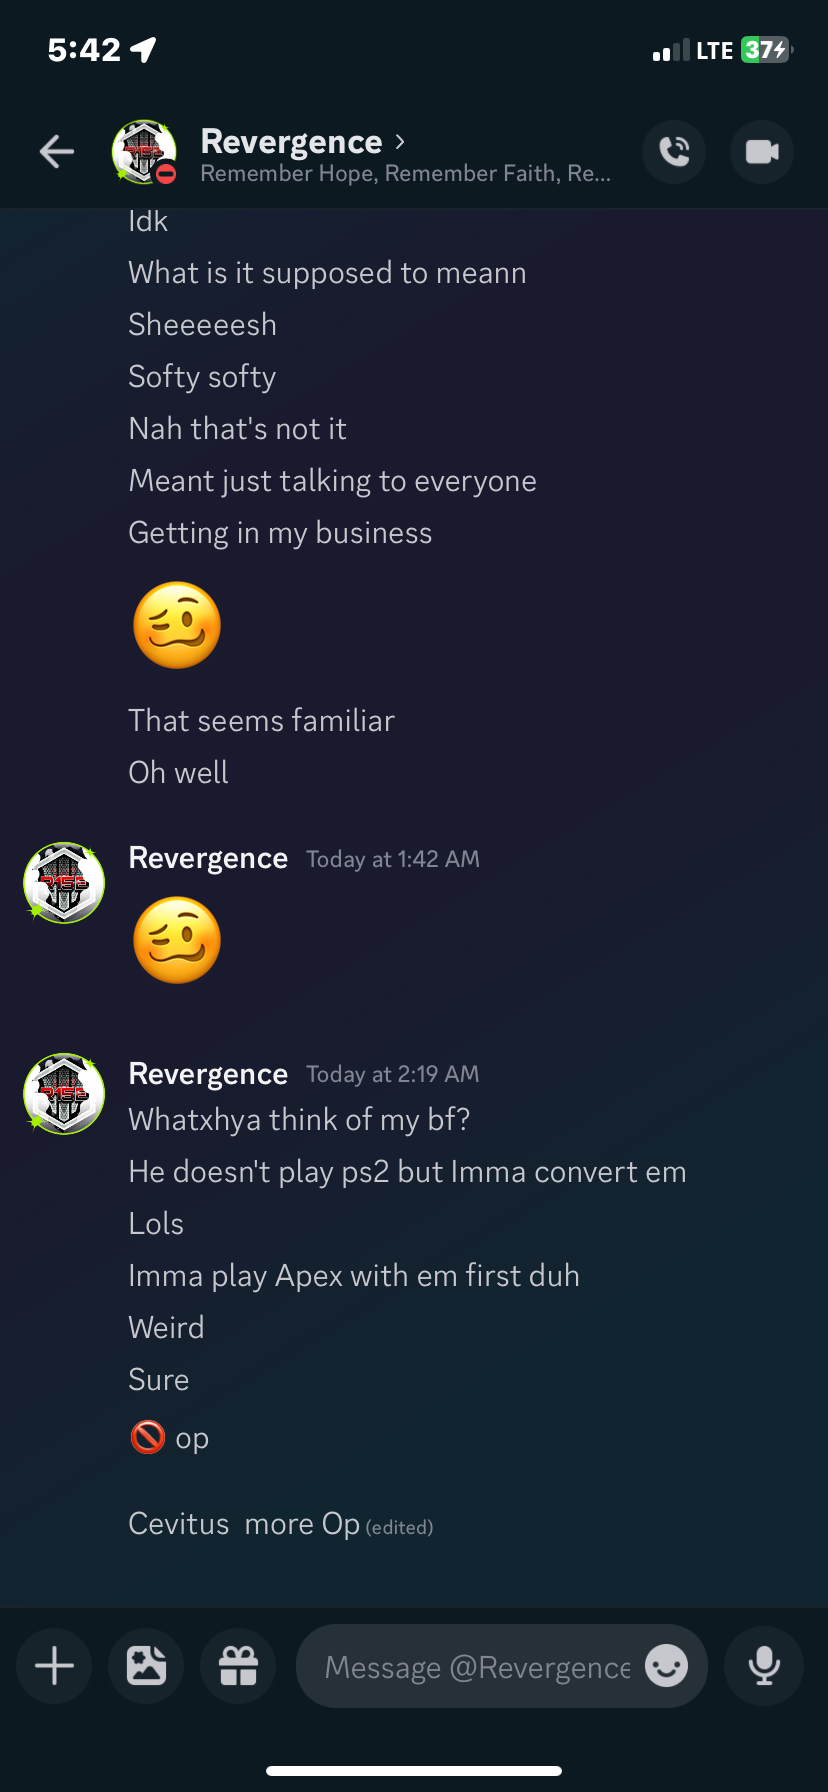 5:42
LTE
37
Revergence
Remember Hope, Remember Faith, Re...
Idk
What is it supposed to meann
Sheeeeesh
Softy softy
Nah that's not it
Meant just talking to everyone
Getting in my business
That seems familiar
Oh well
Revergence Today at 1:42 AM
Revergence Today at 2:19 AM
Whatxhya think of my bf?
He doesn't play ps2 but Imma convert em
Lols
Imma play Apex with em first duh
Weird
Sure
🚫 op
Cevitus  more Op (edited)
Message @Revergence